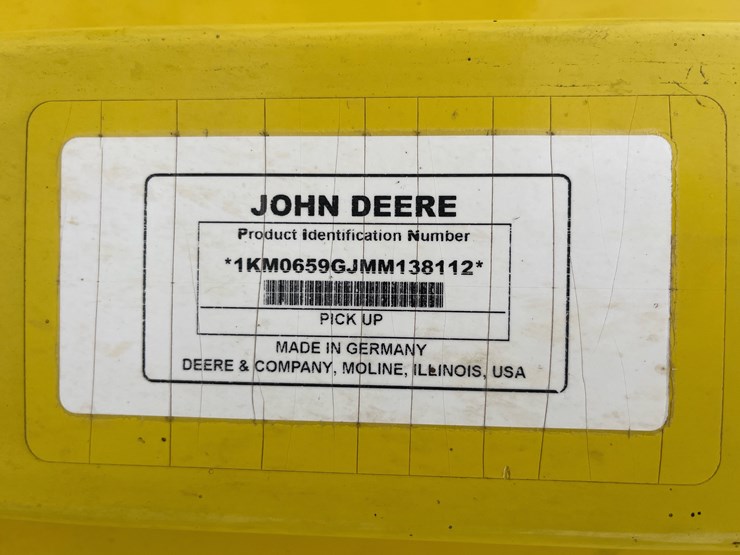 JOHN DEERE
Product Identification Number
*1KM0659GJMM138112*
PICK UP
MADE IN GERMANY
DEERE & COMPANY, MOLINE, ILLINOIS, USA